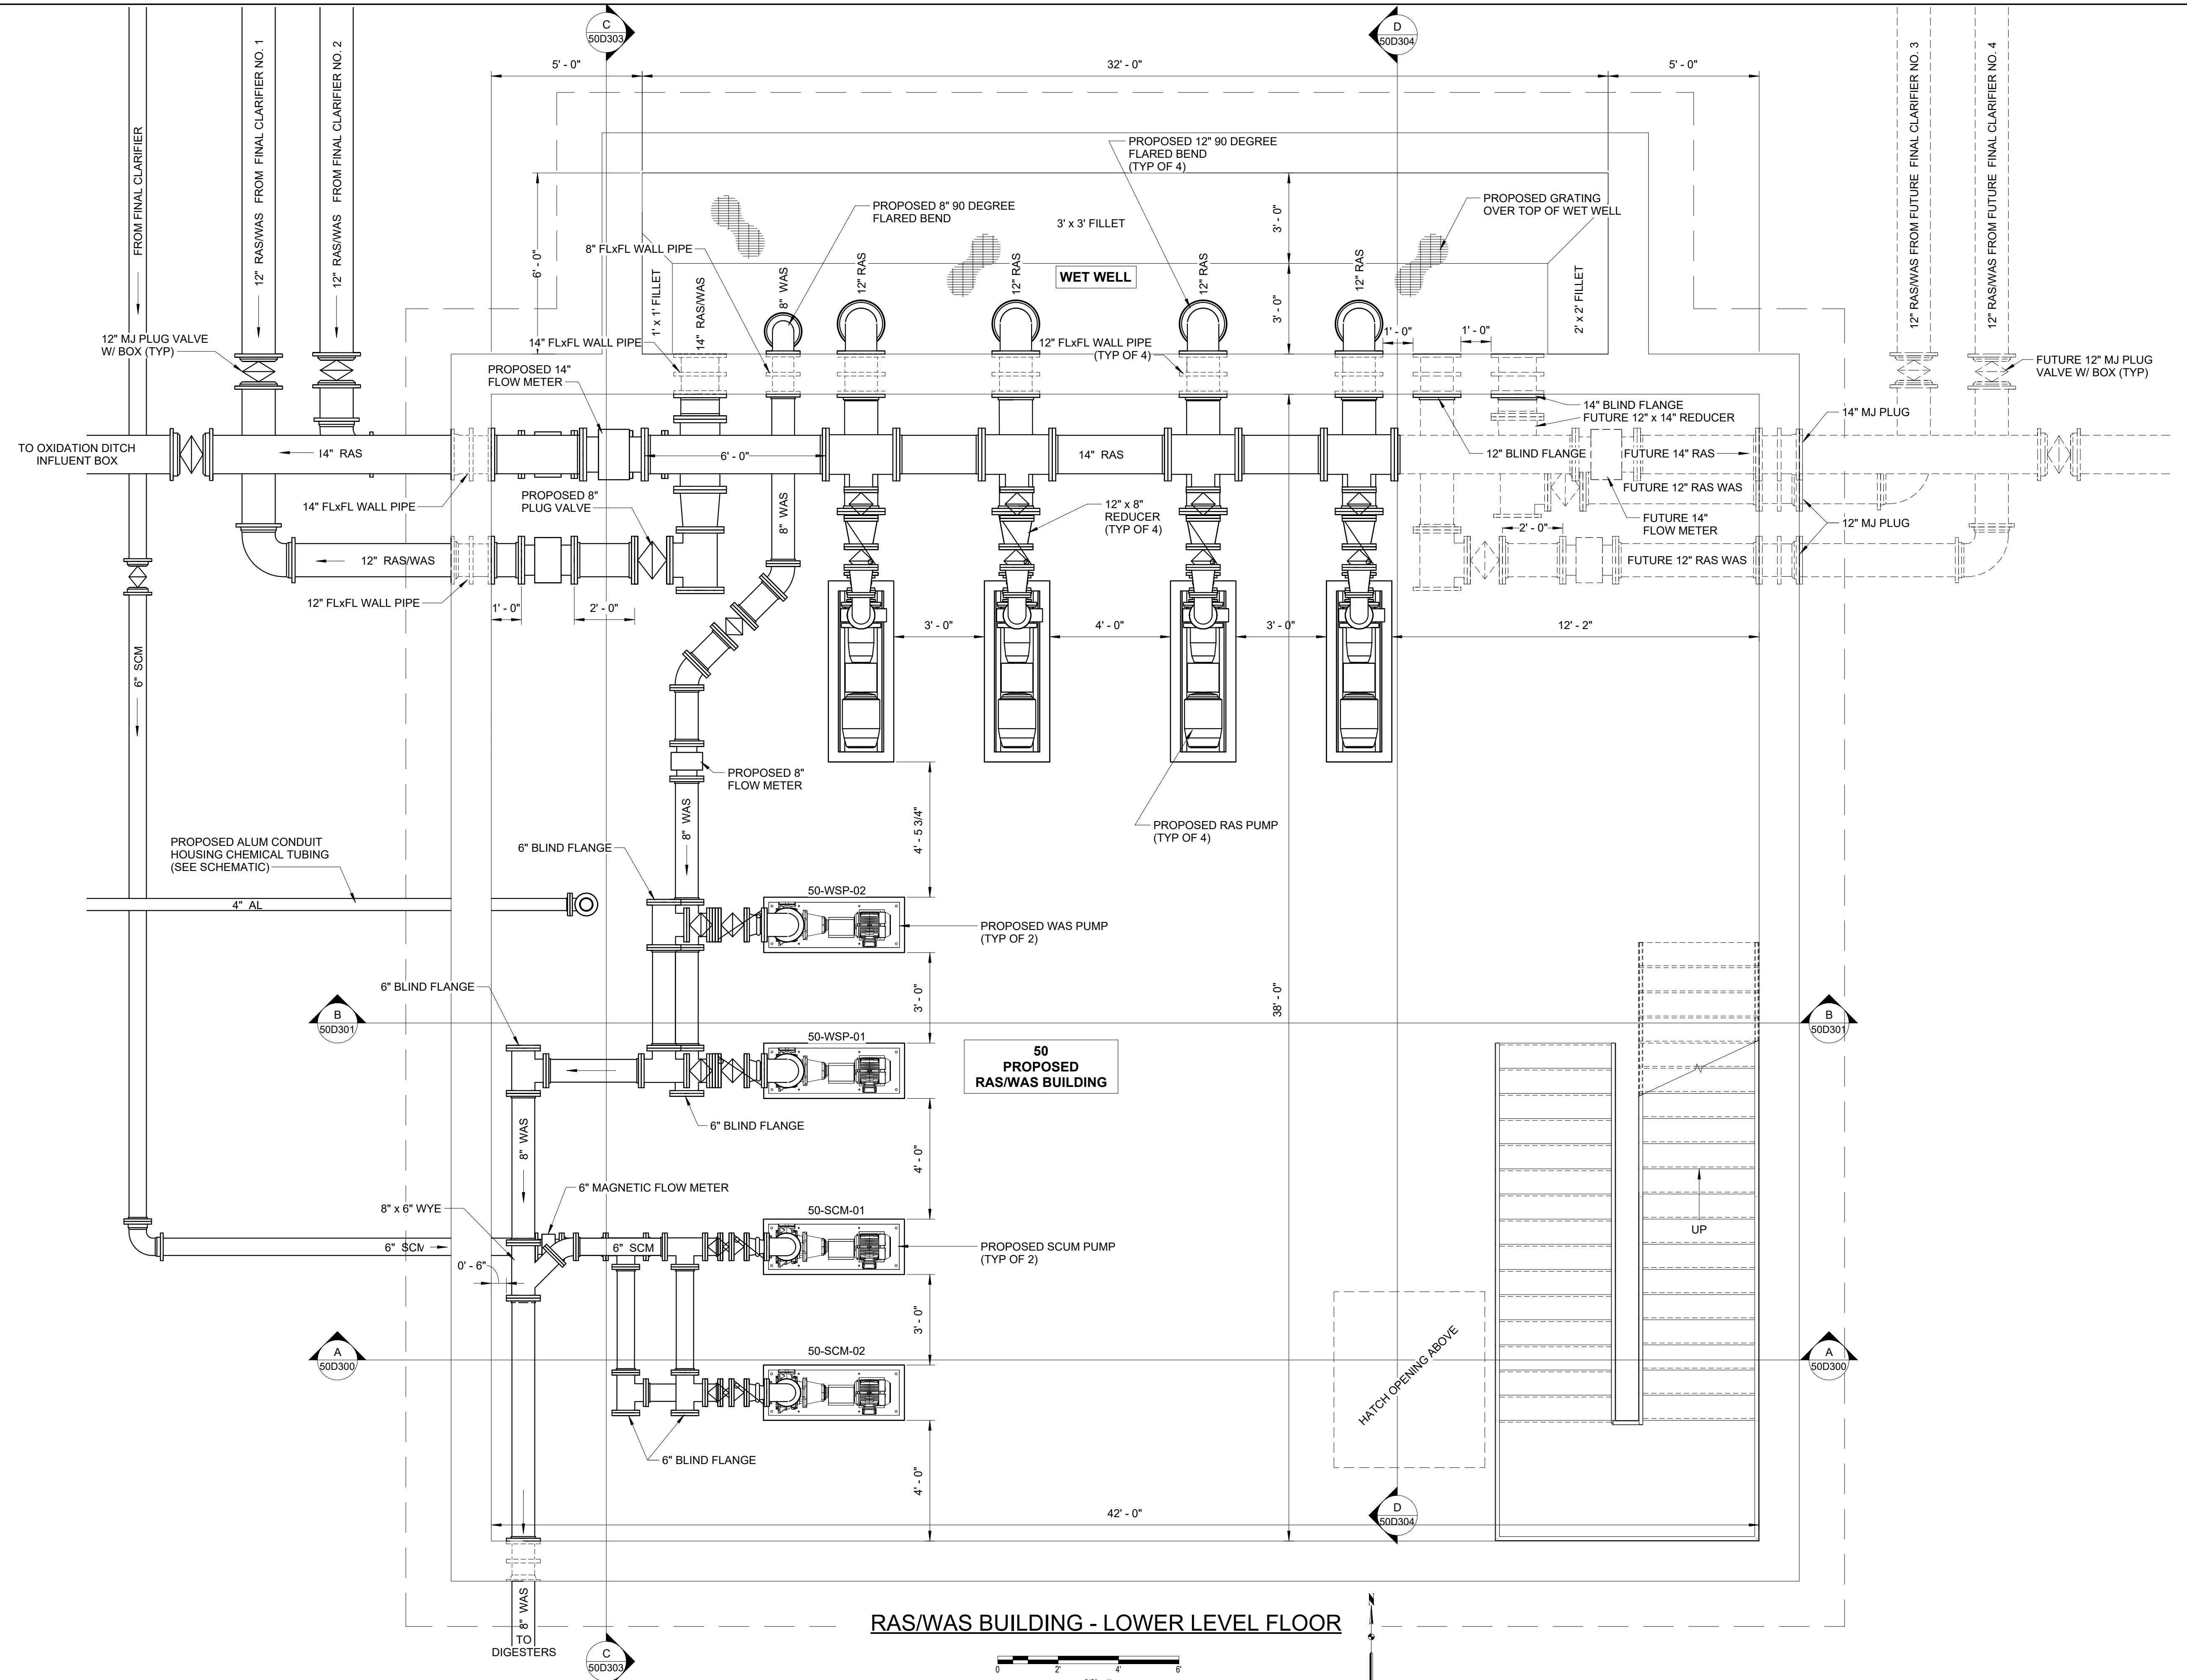 C
50D303
D
50D304
5' - 0"
32' - 0"
5' - 0"
FROM FINAL CLARIFIER
12" RAS/WAS FROM FINAL CLARIFIER NO. 1
12" RAS/WAS FROM FINAL CLARIFIER NO. 2
12" RAS/WAS FROM FUTURE FINAL CLARIFIER NO. 3
12" RAS/WAS FROM FUTURE FINAL CLARIFIER NO. 4
PROPOSED 12" 90 DEGREE
FLARED BEND
(TYP OF 4)
PROPOSED 8" 90 DEGREE
FLARED BEND
3' x 3' FILLET
PROPOSED GRATING
OVER TOP OF WET WELL
3' - 0"
6' - 0"
8" FLxFL WALL PIPE
WET WELL
1' x 1' FILLET
14" RAS/WAS
8" WAS
12" RAS
12" RAS
12" RAS
12" RAS
3' - 0"
2' x 2' FILLET
12" MJ PLUG VALVE
W/ BOX (TYP)
14" FLxFL WALL PIPE
12" FLxFL WALL PIPE
(TYP OF 4)
1' - 0"
1' - 0"
FUTURE 12" MJ PLUG
VALVE W/ BOX (TYP)
PROPOSED 14"
FLOW METER
14" BLIND FLANGE
FUTURE 12" x 14" REDUCER
14" MJ PLUG
TO OXIDATION DITCH
INFLUENT BOX
14" RAS
6' - 0"
14" RAS
12" BLIND FLANGE
FUTURE 14" RAS
FUTURE 12" RAS WAS
14" FLxFL WALL PIPE
PROPOSED 8"
PLUG VALVE
8" WAS
12" x 8"
REDUCER
(TYP OF 4)
FUTURE 14"
FLOW METER
12" MJ PLUG
2' - 0"
12" RAS/WAS
FUTURE 12" RAS WAS
12" FLxFL WALL PIPE
1' - 0"
2' - 0"
3' - 0"
4' - 0"
3' - 0"
12' - 2"
6" SCM
PROPOSED 8"
FLOW METER
8" WAS
4' - 5 3/4"
PROPOSED RAS PUMP
(TYP OF 4)
PROPOSED ALUM CONDUIT
HOUSING CHEMICAL TUBING
(SEE SCHEMATIC)
6" BLIND FLANGE
4" AL
50-WSP-02
PROPOSED WAS PUMP
(TYP OF 2)
6" BLIND FLANGE
3' - 0"
38' - 0"
B
50D301
B
50D301
50-WSP-01
50
PROPOSED
RAS/WAS BUILDING
6" BLIND FLANGE
8" WAS
4' - 0"
6" MAGNETIC FLOW METER
8" x 6" WYE
50-SCM-01
UP
6" SCM
6" SCM
PROPOSED SCUM PUMP
(TYP OF 2)
0' - 6"
3' - 0"
HATCH OPENING ABOVE
A
50D300
A
50D300
50-SCM-02
6" BLIND FLANGE
4' - 0"
42' - 0"
D
50D304
8" WAS
TO
DIGESTERS
C
50D303
RAS/WAS BUILDING - LOWER LEVEL FLOOR
N
0
2'
4'
6'